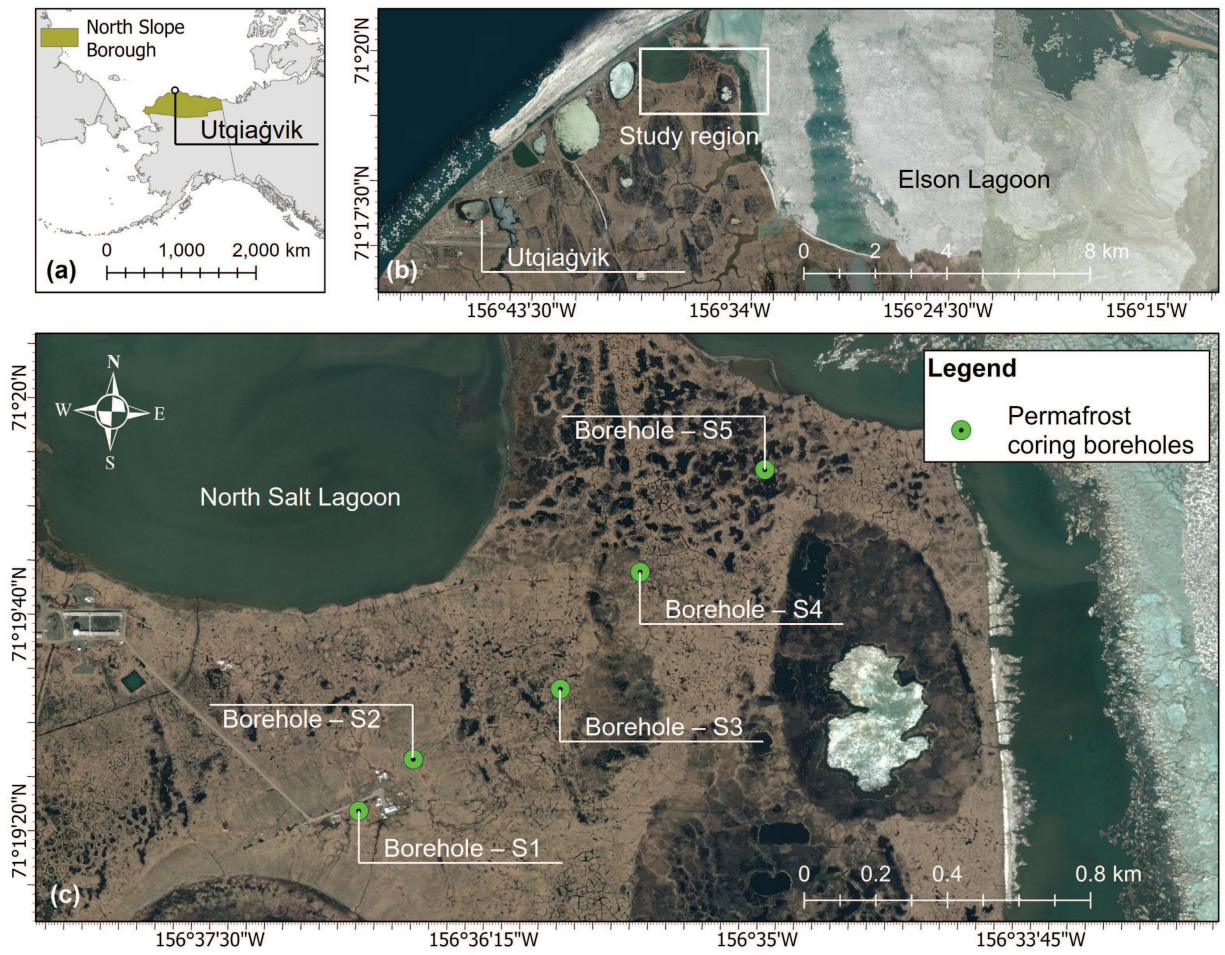 North Slope
Borough
Utqiaġvik
0 1,000 2,000 km
(a)
71°20'N
71°17'30"N
Study region
Elson Lagoon
0 2 4 8 km
Utqiaġvik
(b)
156°43'30"W 156°34'W 156°24'30"W 156°15'W
N
W E
S
Legend
Permafrost
coring boreholes
71°20'N
Borehole – S5
North Salt Lagoon
71°19'40"N
Borehole – S4
Borehole – S2
Borehole – S3
71°19'20"N
Borehole – S1
0 0.2 0.4 0.8 km
(c)
156°37'30"W 156°36'15"W 156°35'W 156°33'45"W